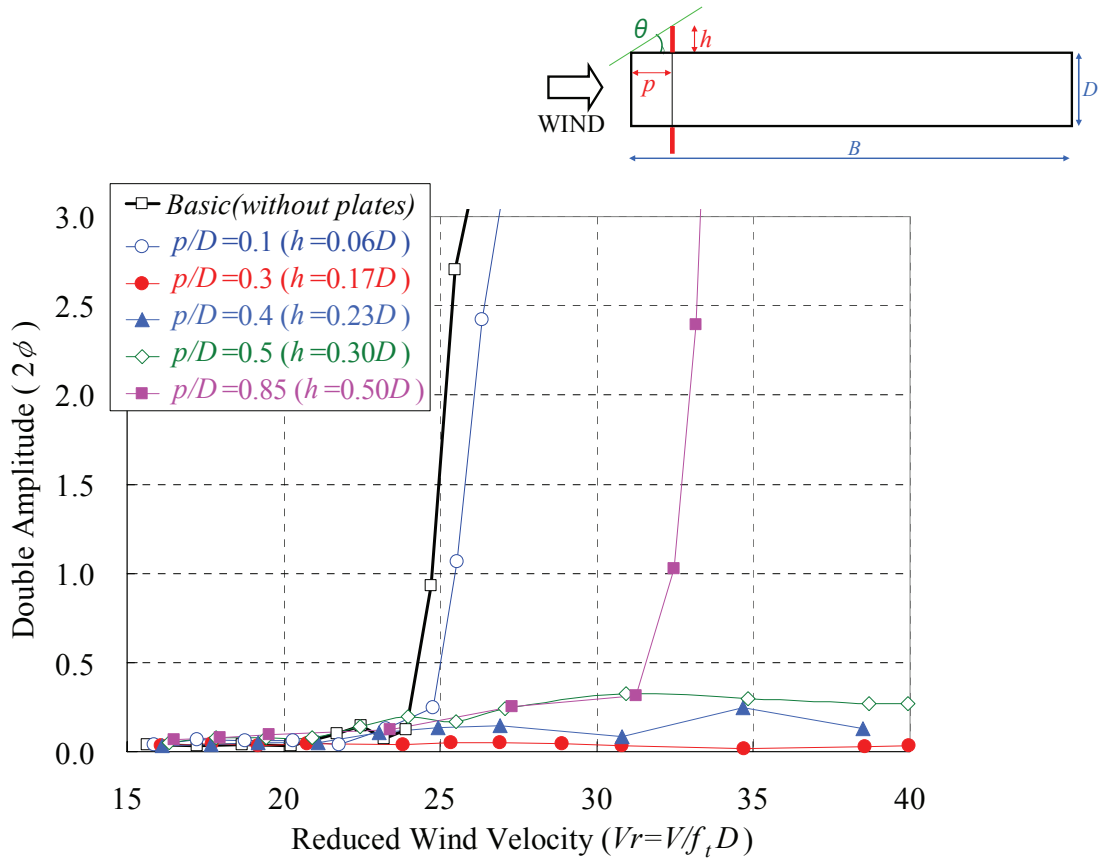 θ
h
p
D
WIND
B
Basic(without plates)
p/D=0.1 (h=0.06D)
p/D=0.3 (h=0.17D)
p/D=0.4 (h=0.23D)
p/D=0.5 (h=0.30D)
p/D=0.85 (h=0.50D)
3.0
2.5
2.0
1.5
1.0
0.5
0.0
Double Amplitude (2ϕ)
15 20 25 30 35 40
Reduced Wind Velocity (Vr=V/fₜD)